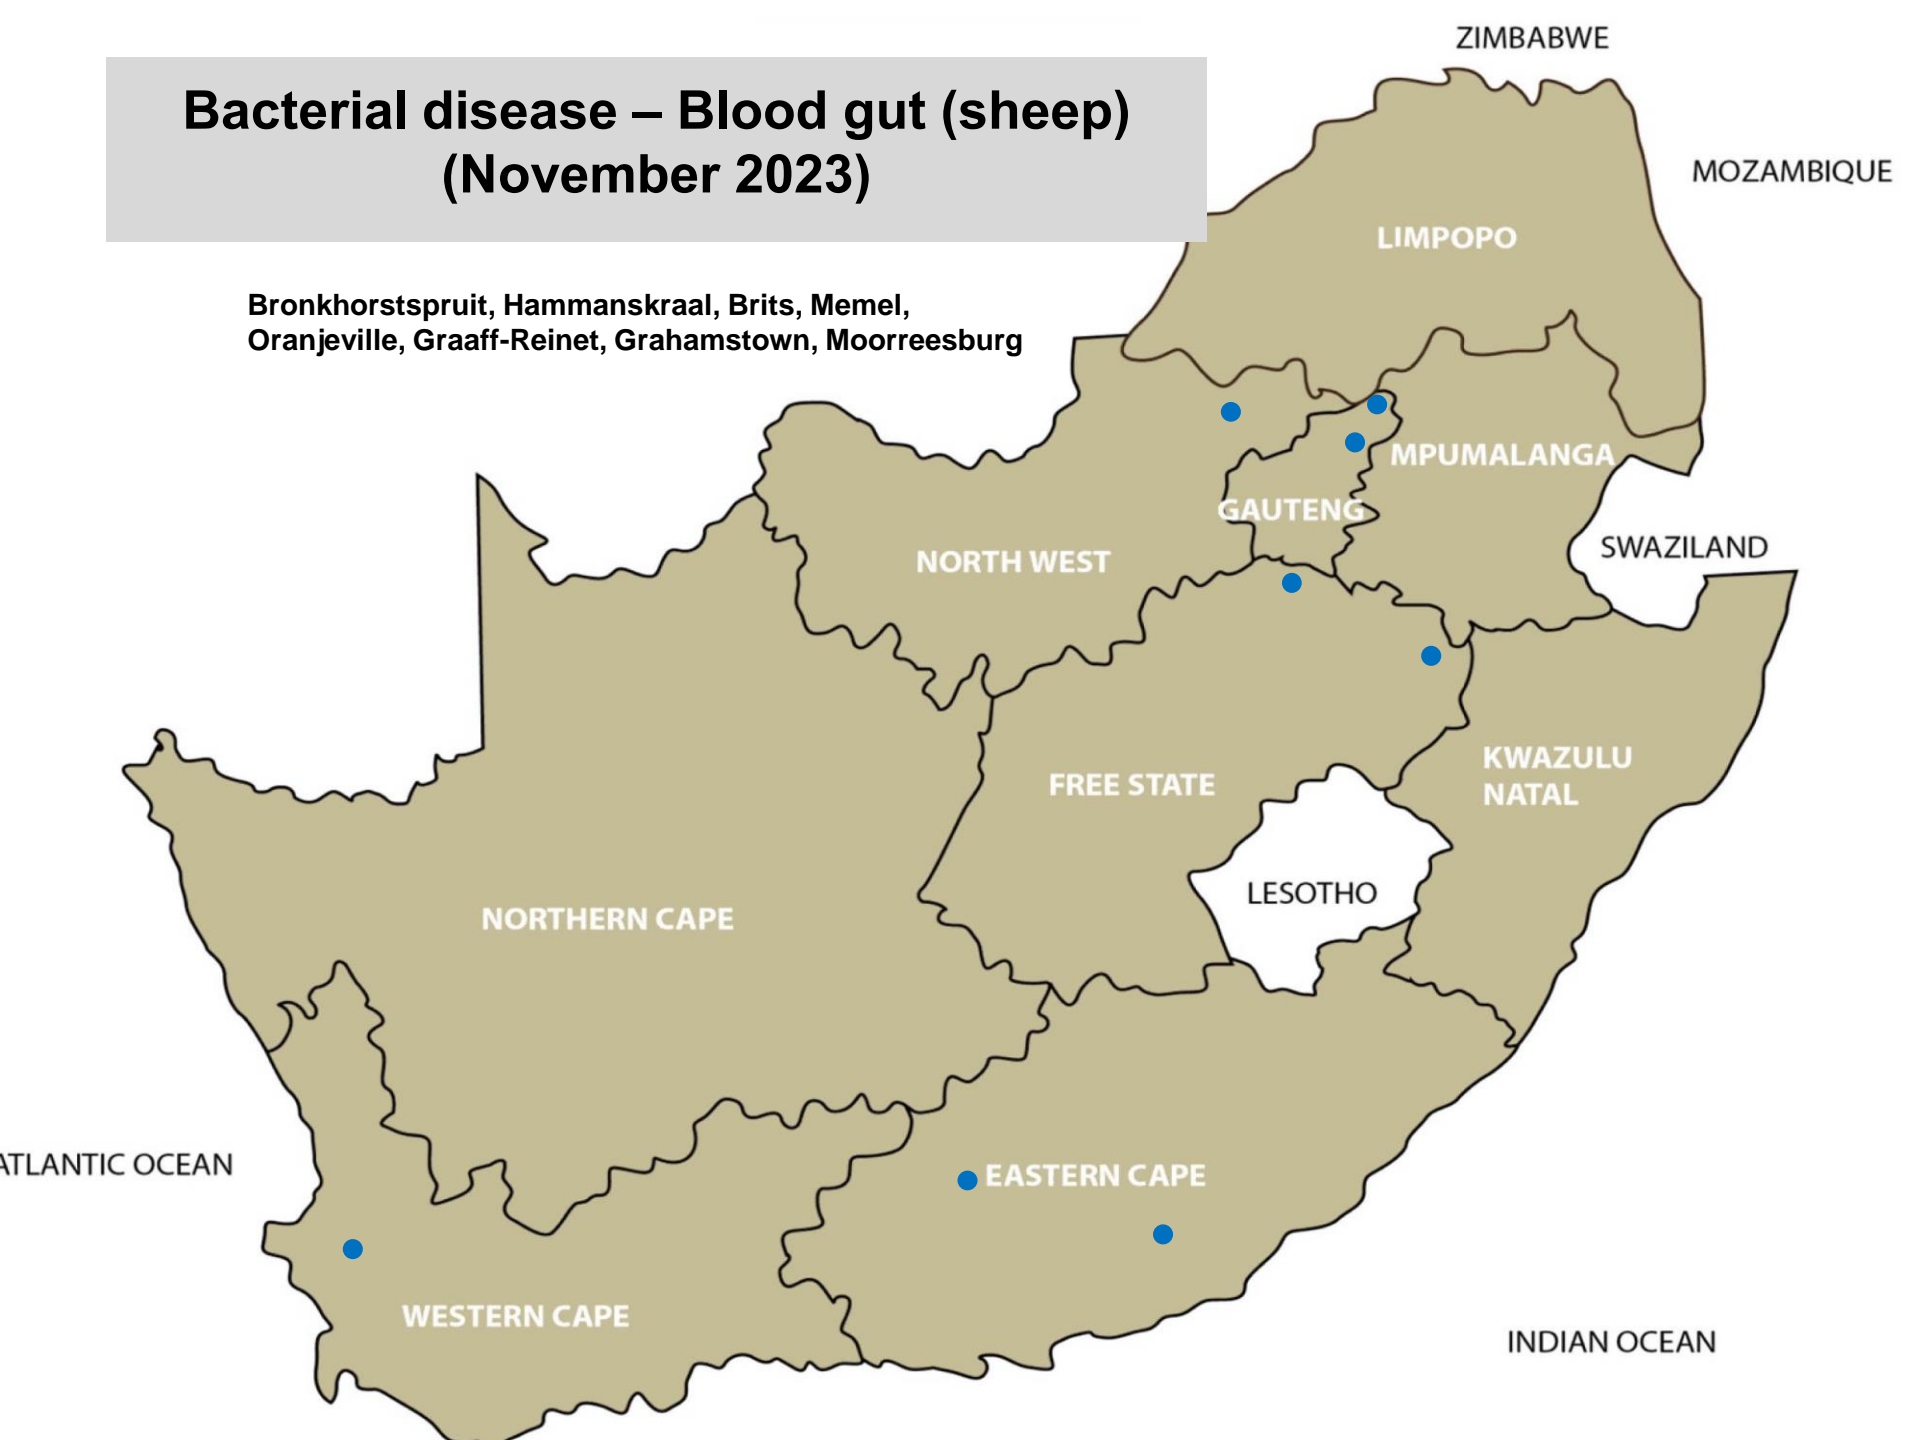 Bacterial disease – Blood gut (sheep)
(November 2023)
Bronkhorstspruit, Hammanskraal, Brits, Memel,
Oranjeville, Graaff-Reinet, Grahamstown, Moorreesburg
ZIMBABWE
MOZAMBIQUE
LIMPOPO
MPUMALANGA
GAUTENG
SWAZILAND
NORTH WEST
KWAZULU
NATAL
FREE STATE
LESOTHO
NORTHERN CAPE
ATLANTIC OCEAN
EASTERN CAPE
WESTERN CAPE
INDIAN OCEAN